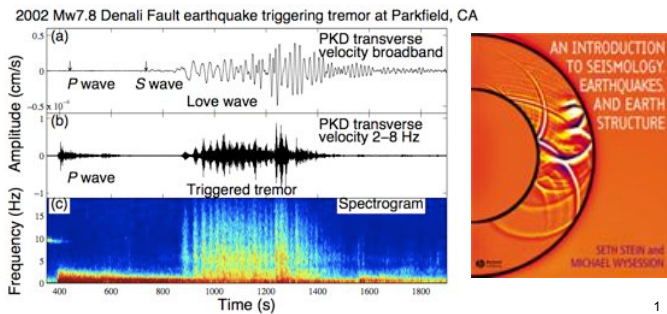 2002 Mw7.8 Denali Fault earthquake triggering tremor at Parkfield, CA
(a)
PKD transverse
velocity broadband
0.5
0
−0.5
P wave
S wave
Love wave
Amplitude (cm/s)
1
0
−1
× 10⁻⁴
(b)
PKD transverse
velocity 2–8 Hz
P wave
Triggered tremor
Frequency (Hz)
15
10
5
0
(c)
Spectrogram
400 600 800 1000 1200 1400 1600 1800
Time (s)
AN INTRODUCTION
TO SEISMOLOGY,
EARTHQUAKES,
AND EARTH
STRUCTURE
SETH STEIN and
MICHAEL WYSESSION
1